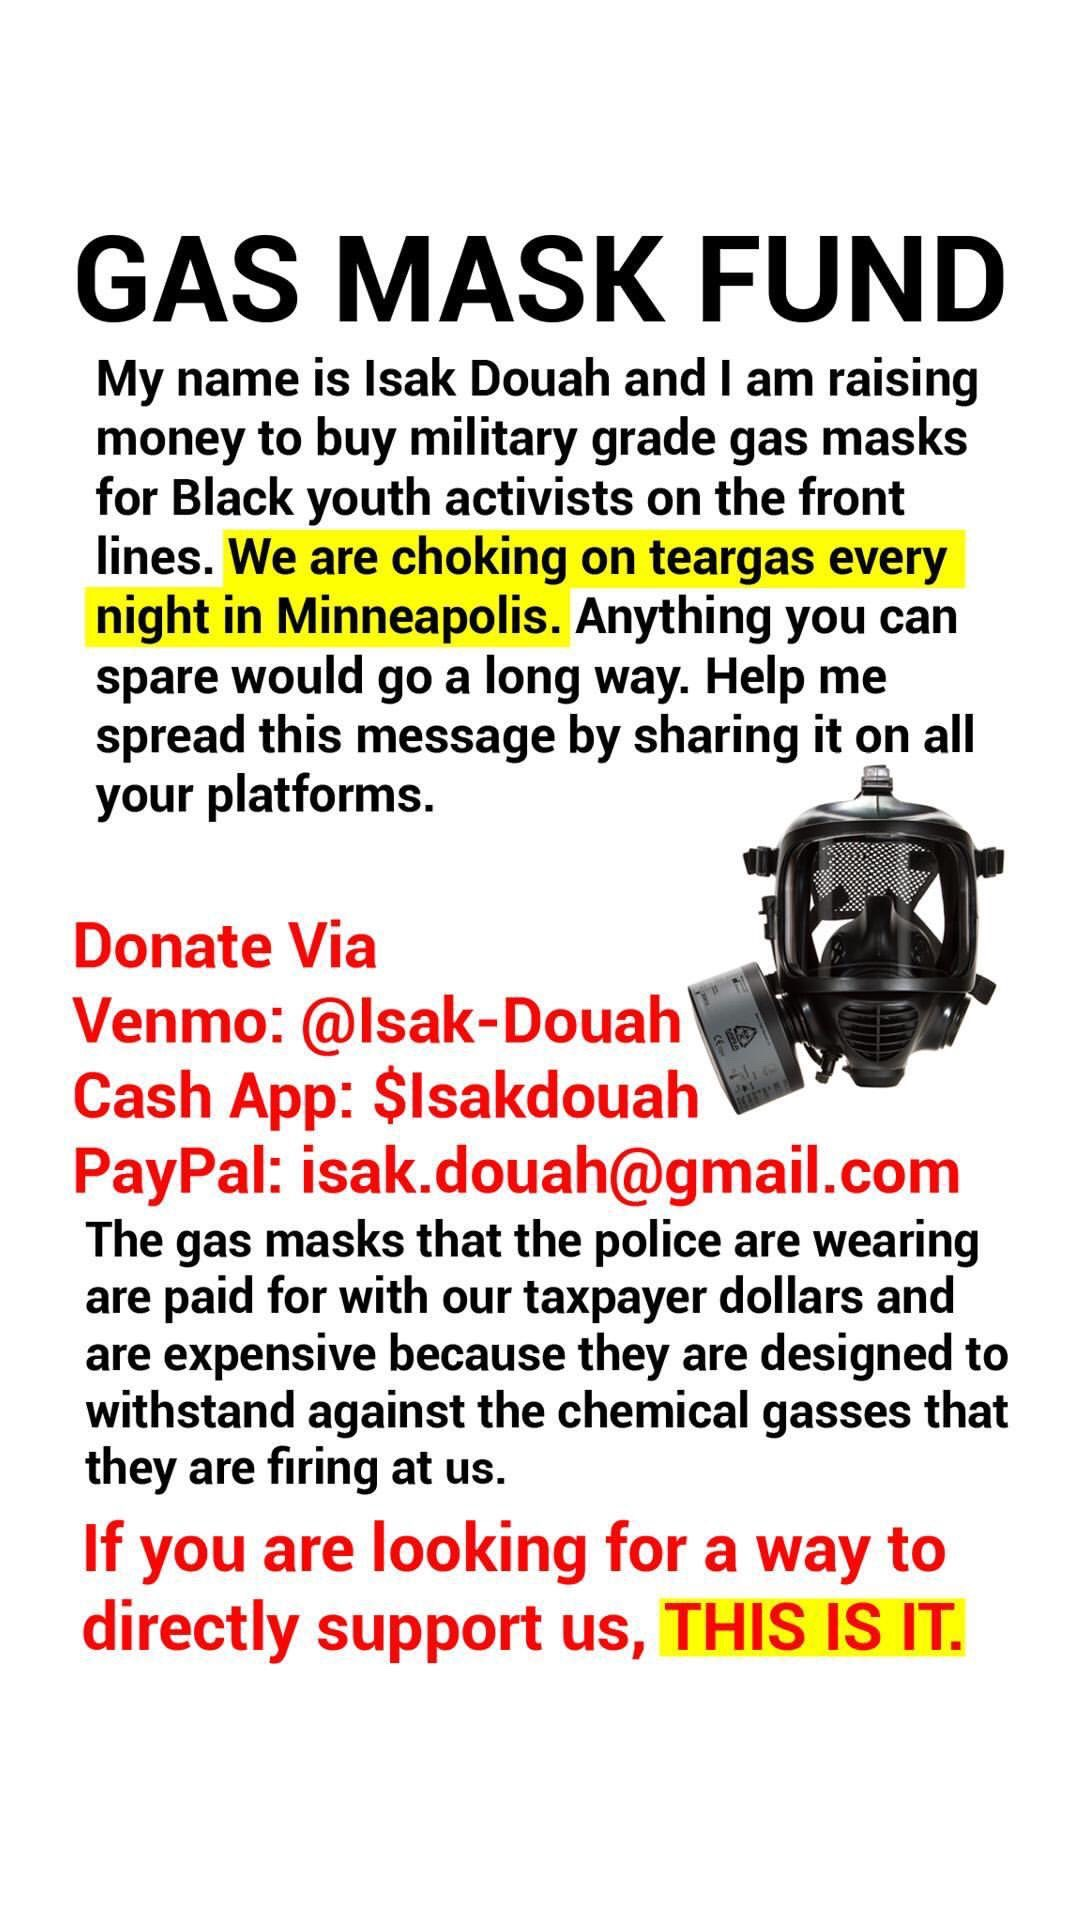 GAS MASK FUND
My name is Isak Douah and I am raising
money to buy military grade gas masks
for Black youth activists on the front
lines. We are choking on teargas every
night in Minneapolis. Anything you can
spare would go a long way. Help me
spread this message by sharing it on all
your platforms.
Donate Via
Venmo: @Isak-Douah
Cash App: $Isakdouah
PayPal: isak.douah@gmail.com
The gas masks that the police are wearing
are paid for with our taxpayer dollars and
are expensive because they are designed to
withstand against the chemical gasses that
they are firing at us.
If you are looking for a way to
directly support us, THIS IS IT.